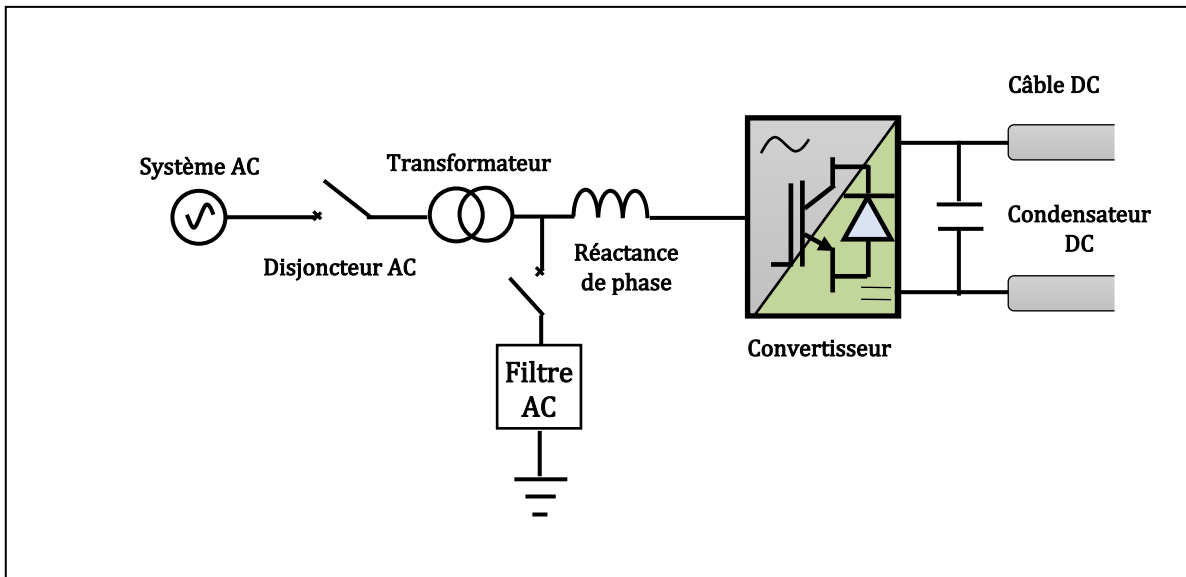 Câble DC
Système AC
Transformateur
Condensateur
DC
Disjoncteur AC
Réactance
de phase
Convertisseur
Filtre
AC